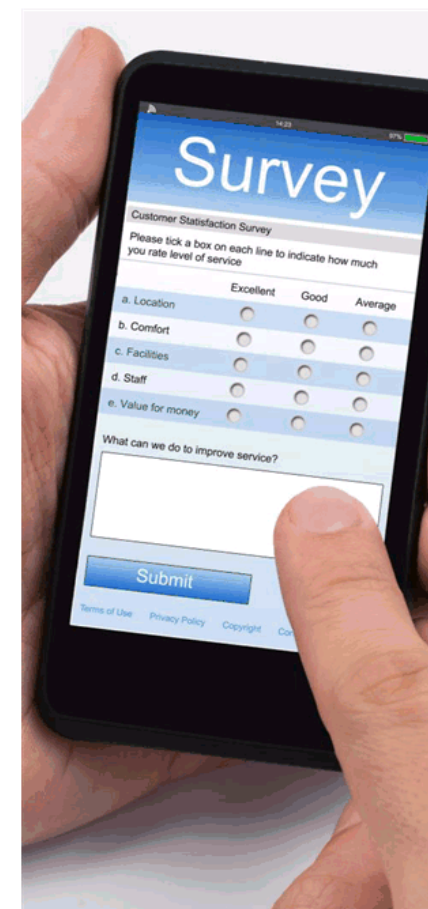 14:23 97%
Survey
Customer Statisfaction Survey
Please tick a box on each line to indicate how much
you rate level of service
Excellent Good Average
a. Location
b. Comfort
c. Facilities
d. Staff
e. Value for money
What can we do to improve service?
Submit
Terms of Use Privacy Policy Copyright